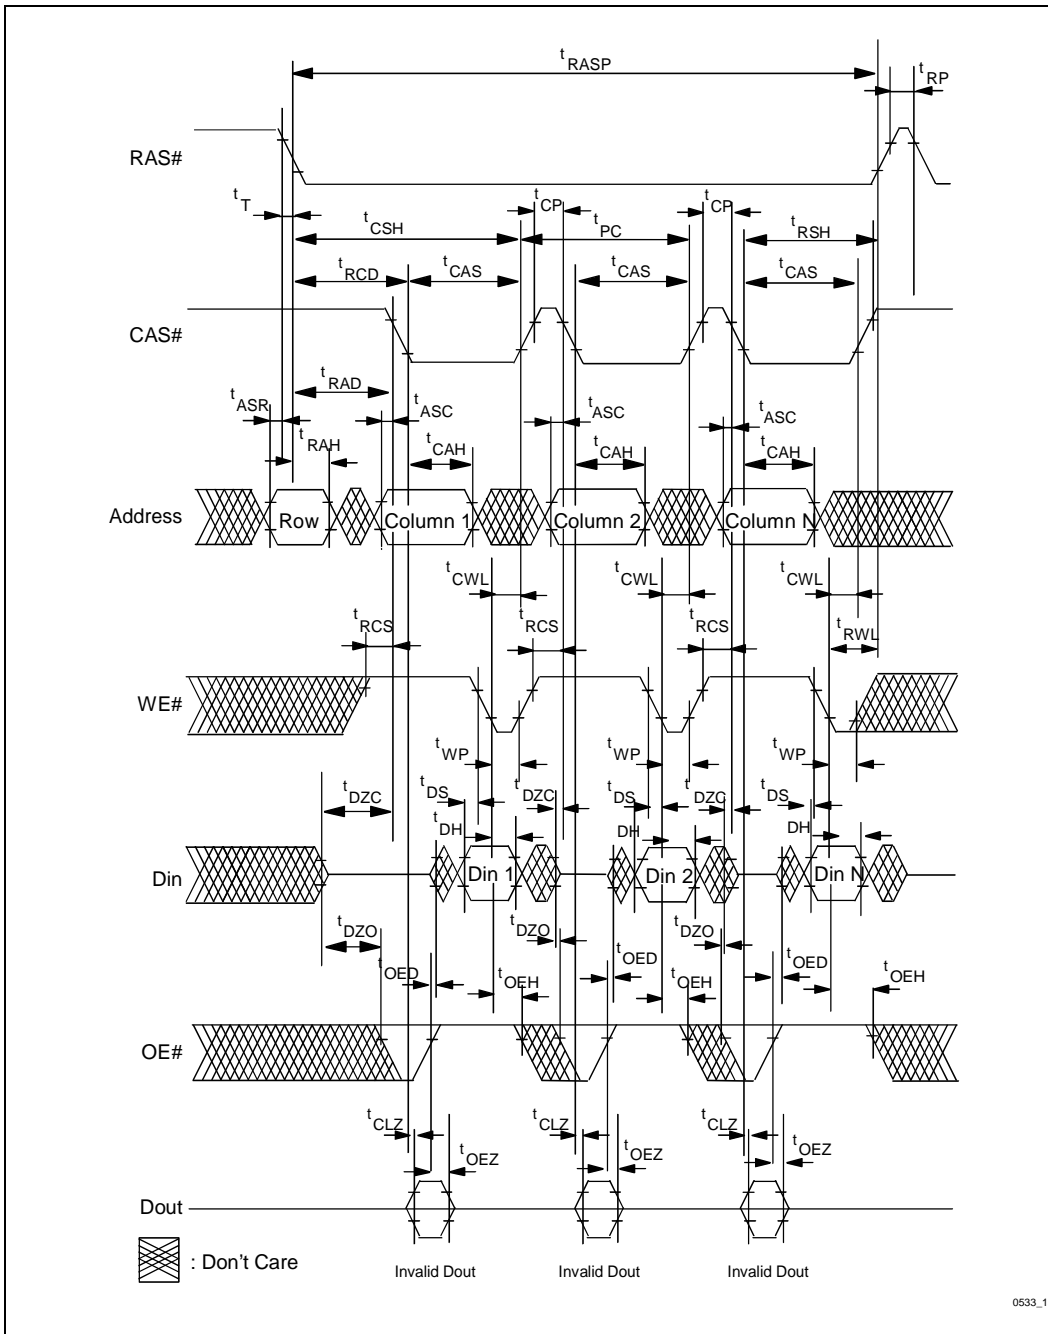 tRASP
tRP
RAS#
tT
tCSH
tCP
tPC
tCP
tRSH
tRCD
tCAS
tCAS
tCAS
CAS#
tRAD
tASR
tASC
tASC
tASC
tRAH
tCAH
tCAH
tCAH
Address
Row
Column 1
Column 2
Column N
tCWL
tCWL
tCWL
tRCS
tRCS
tRCS
tRWL
WE#
tWP
tWP
tWP
tDZC
tDS
tDZC
tDS
tDZC
tDS
tDH
DH
DH
Din
Din 1
Din 2
Din N
tDZO
tDZO
tDZO
tOED
tOEH
tOED
tOEH
tOED
tOEH
OE#
tCLZ
tCLZ
tCLZ
tOEZ
tOEZ
tOEZ
Dout
: Don't Care
Invalid Dout
Invalid Dout
Invalid Dout
0533_1